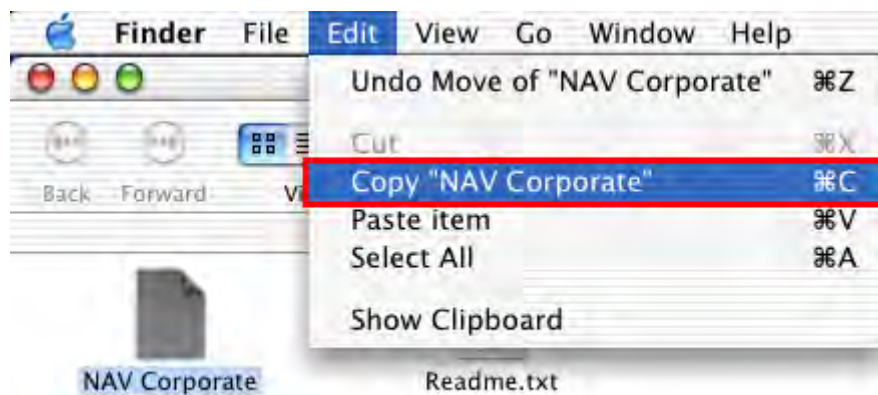 Finder File Edit View Go Window Help
Undo Move of "NAV Corporate" ⌘Z
Cut ⌘X
Copy "NAV Corporate" ⌘C
Back Forward Vi
Paste item ⌘V
Select All ⌘A
Show Clipboard
NAV Corporate Readme.txt